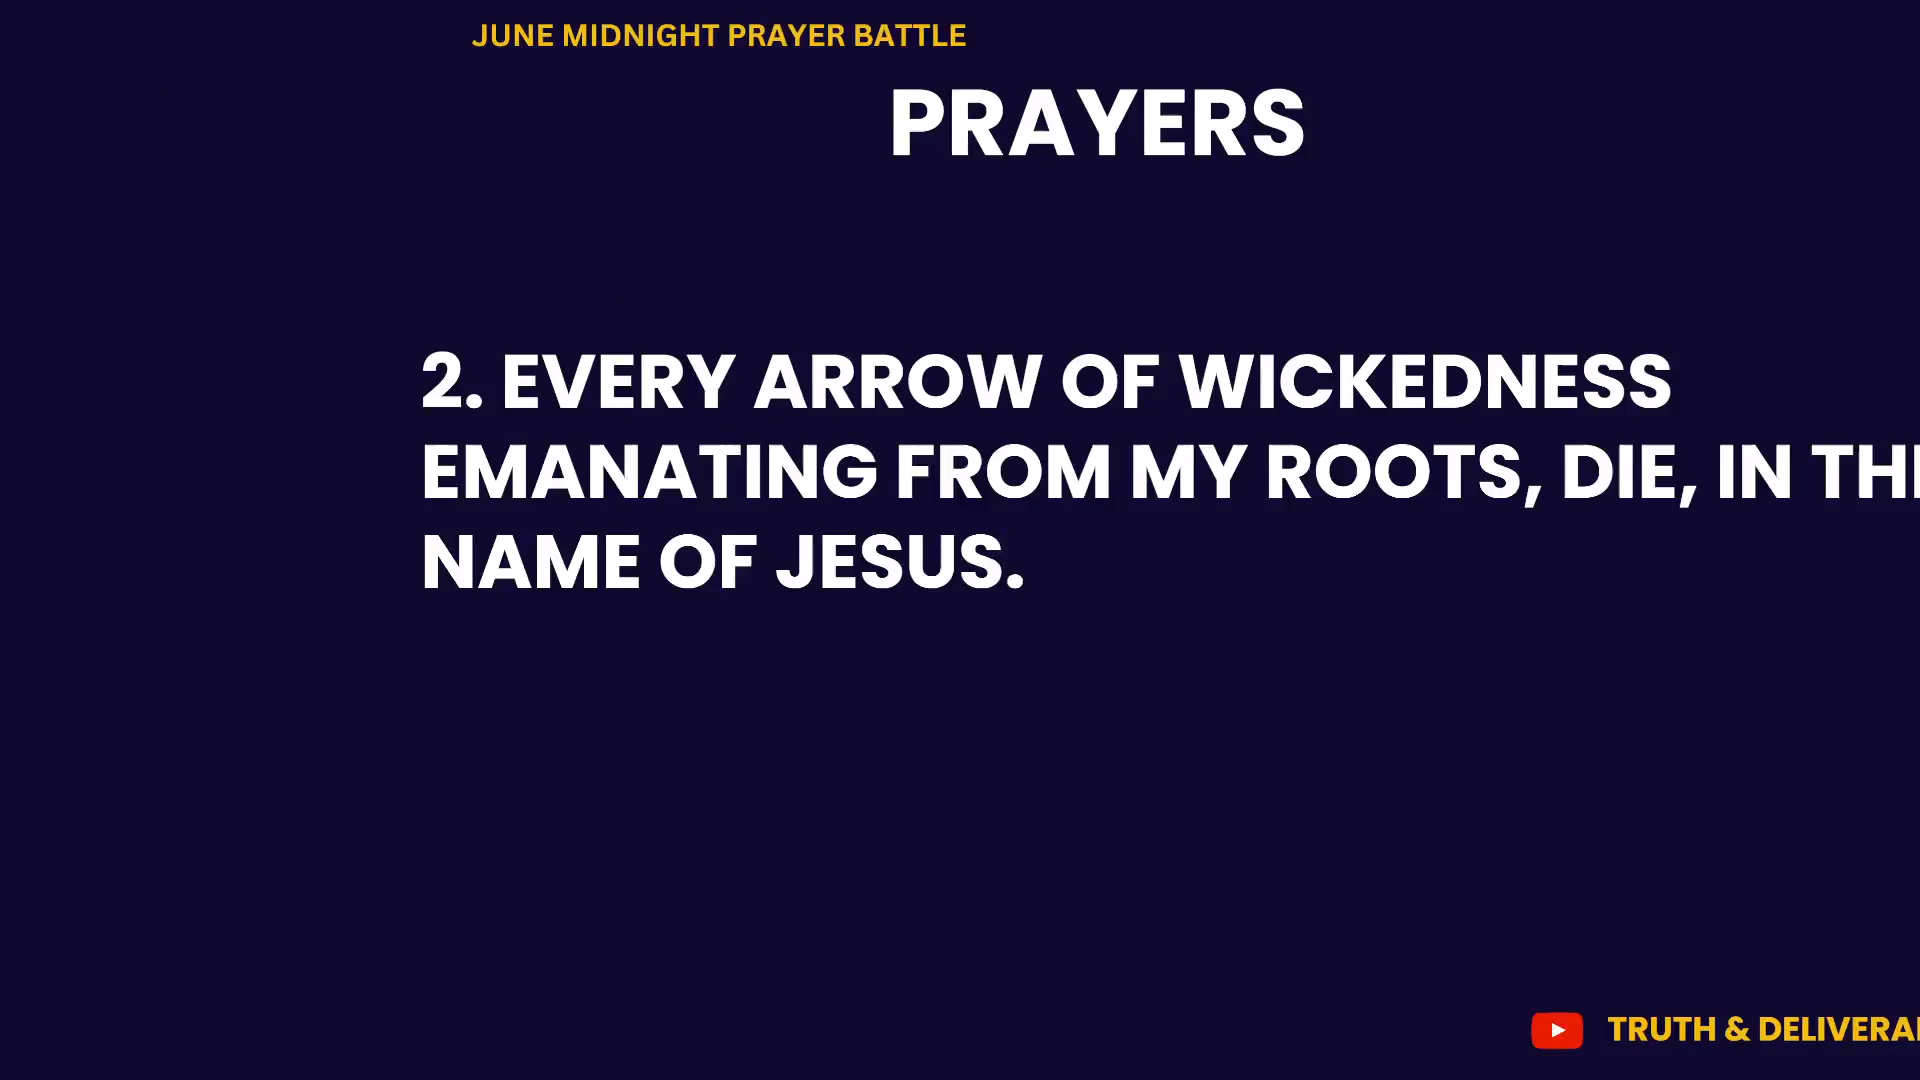 JUNE MIDNIGHT PRAYER BATTLE
PRAYERS
2. EVERY ARROW OF WICKEDNESS
EMANATING FROM MY ROOTS, DIE, IN THE
NAME OF JESUS.
TRUTH &